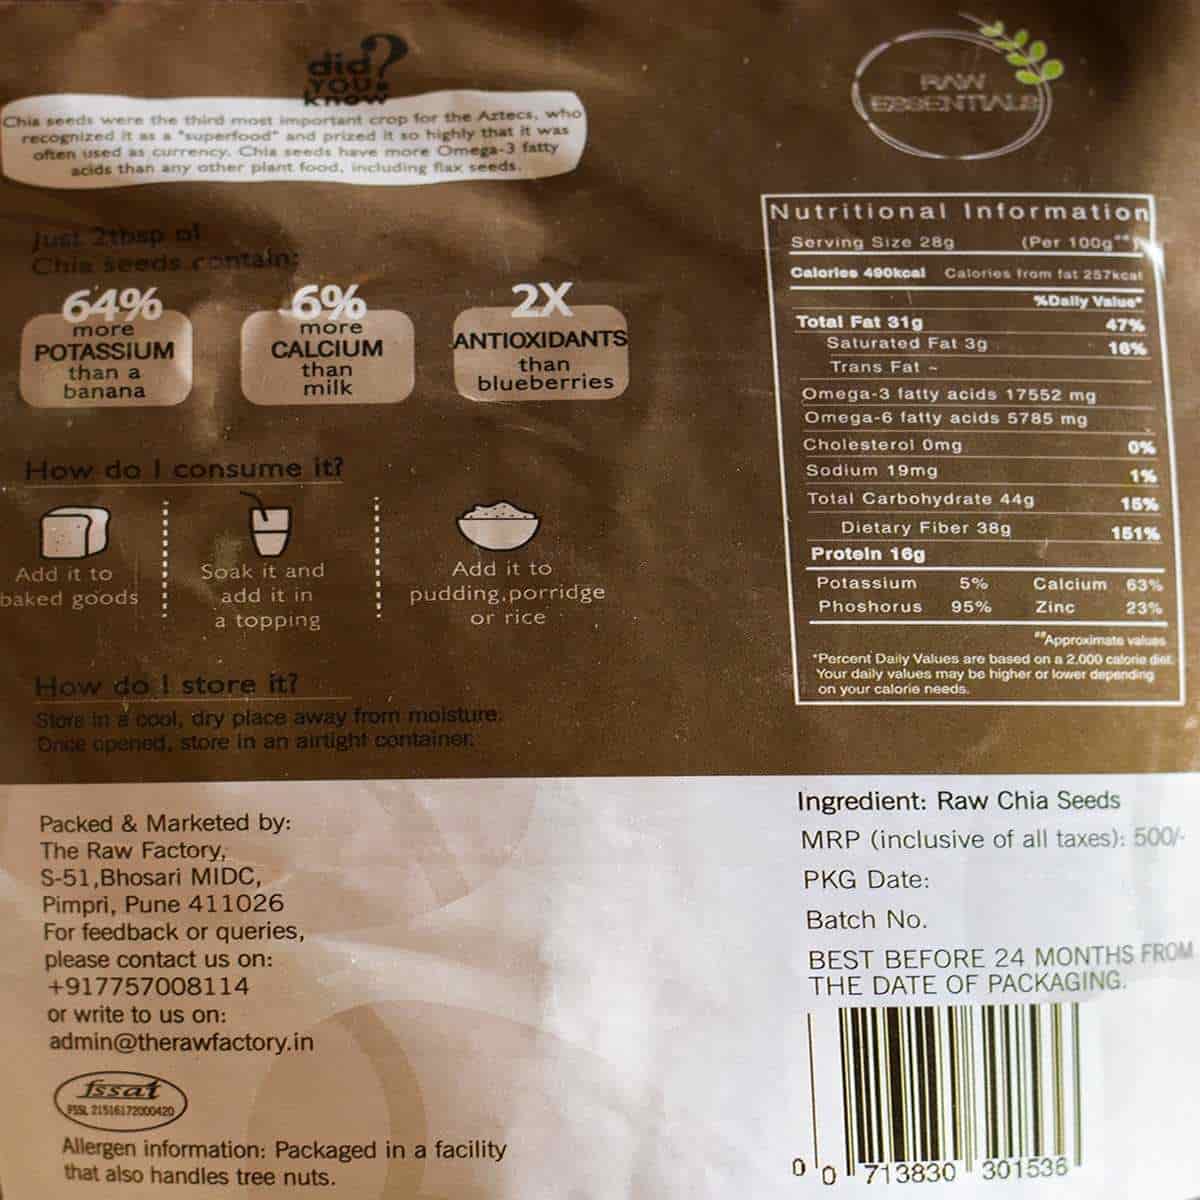 did
YOU
know?
Chia seeds were the third most important crop for the Aztecs, who
recognized it as a "superfood" and prized it so highly that it was
often used as currency. Chia seeds have more Omega-3 fatty
acids than any other plant food, including flax seeds.
Just 2tbsp of
Chia seeds contain:
64%
more
POTASSIUM
than a
banana
6%
more
CALCIUM
than
milk
2X
ANTIOXIDANTS
than
blueberries
How do I consume it?
Add it to
baked goods
Soak it and
add it in
a topping
Add it to
pudding,porridge
or rice
How do I store it?
Store in a cool, dry place away from moisture.
Once opened, store in an airtight container.
RAW
ESSENTIALS
Nutritional Information
Serving Size 28g (Per 100g**)
Calories 490kcal Calories from fat 257kcal
%Daily Value*
Total Fat 31g 47%
Saturated Fat 3g 16%
Trans Fat ~
Omega-3 fatty acids 17552 mg
Omega-6 fatty acids 5785 mg
Cholesterol 0mg 0%
Sodium 19mg 1%
Total Carbohydrate 44g 15%
Dietary Fiber 38g 151%
Protein 16g
Potassium 5% Calcium 63%
Phoshorus 95% Zinc 23%
**Approximate values
*Percent Daily Values are based on a 2,000 calorie diet.
Your daily values may be higher or lower depending
on your calorie needs.
Packed & Marketed by:
The Raw Factory,
S-51,Bhosari MIDC,
Pimpri, Pune 411026
For feedback or queries,
please contact us on:
+917757008114
or write to us on:
admin@therawfactory.in
fssai
FSSL 21516172000420
Allergen information: Packaged in a facility
that also handles tree nuts.
Ingredient: Raw Chia Seeds
MRP (inclusive of all taxes): 500/-
PKG Date:
Batch No.
BEST BEFORE 24 MONTHS FROM
THE DATE OF PACKAGING.
0 0 713830 301536